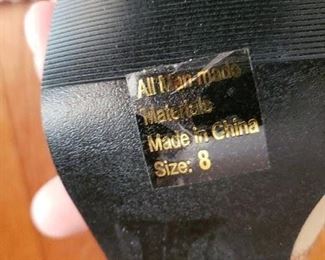 All Man-made
Materials
Made in China
Size: 8